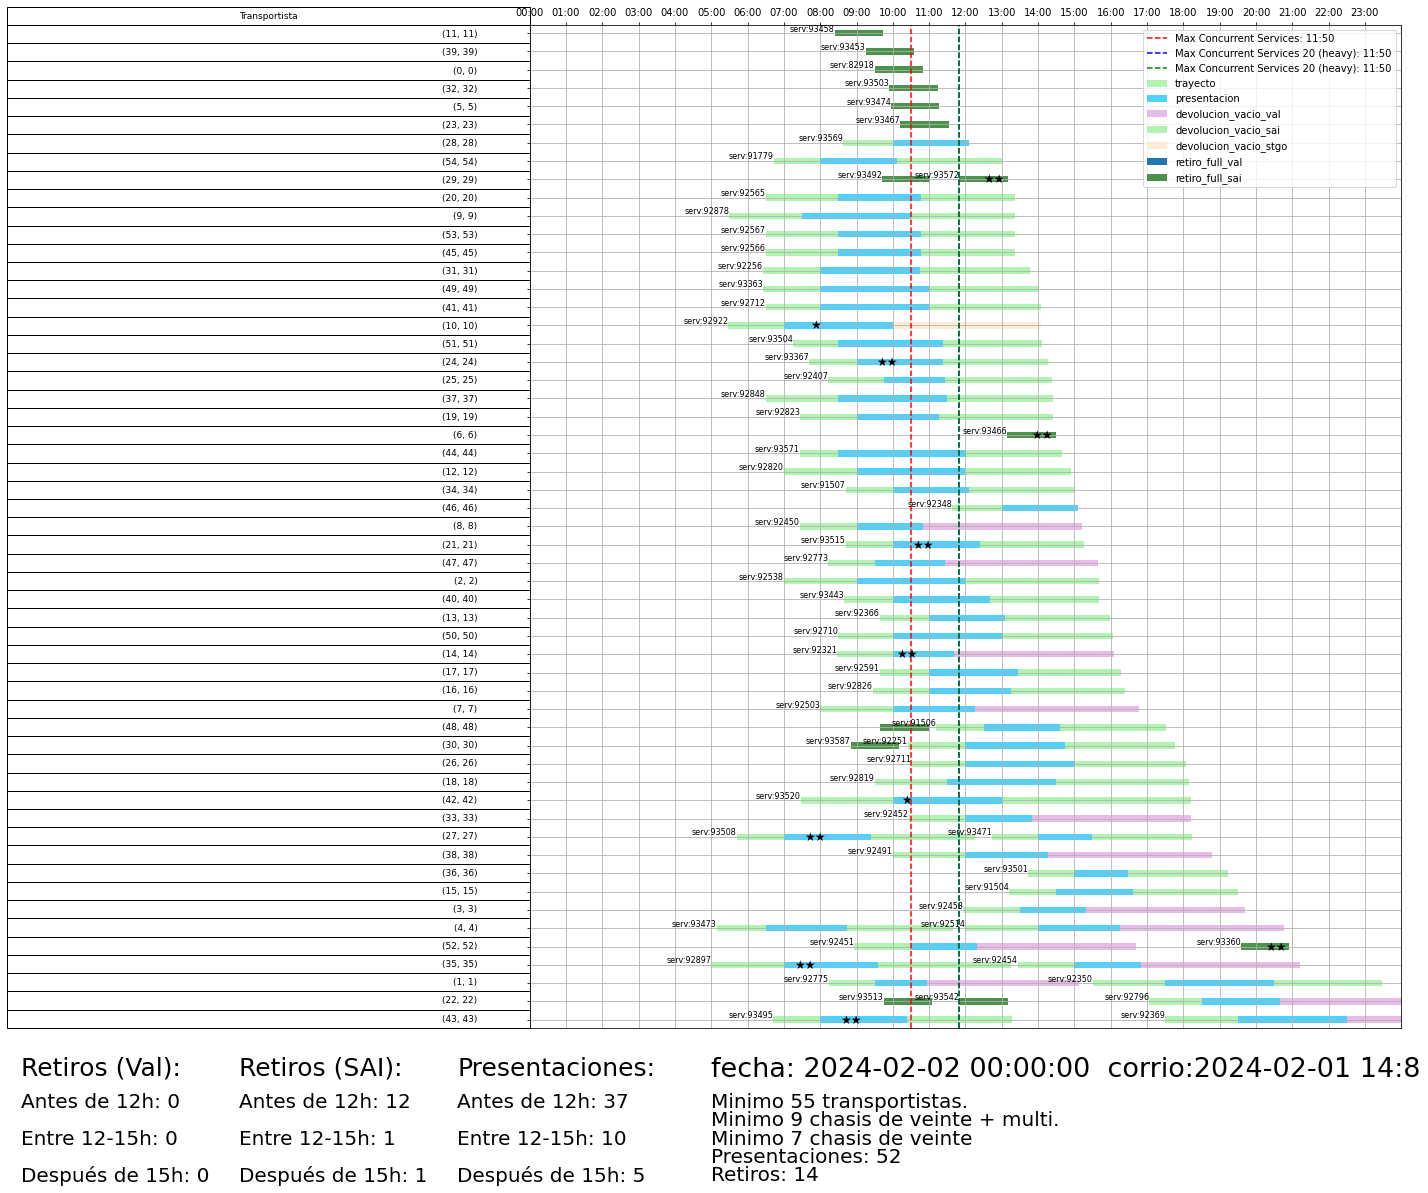 Transportista
00:00 01:00 02:00 03:00 04:00 05:00 06:00 07:00 08:00 09:00 10:00 11:00 12:00 13:00 14:00 15:00 16:00 17:00 18:00 19:00 20:00 21:00 22:00 23:00
Max Concurrent Services: 11:50
Max Concurrent Services 20 (heavy): 11:50
Max Concurrent Services 20 (heavy): 11:50
trayecto
presentacion
devolucion_vacio_val
devolucion_vacio_sai
devolucion_vacio_stgo
retiro_full_val
retiro_full_sai
(11, 11) serv:93458
(39, 39) serv:93453
(0, 0) serv:82918
(32, 32) serv:93503
(5, 5) serv:93474
(23, 23) serv:93467
(28, 28) serv:93569
(54, 54) serv:91779
(29, 29) serv:93492 serv:93572
(20, 20) serv:92565
(9, 9) serv:92878
(53, 53) serv:92567
(45, 45) serv:92566
(31, 31) serv:92256
(49, 49) serv:93363
(41, 41) serv:92712
(10, 10) serv:92922
(51, 51) serv:93504
(24, 24) serv:93367
(25, 25) serv:92407
(37, 37) serv:92848
(19, 19) serv:92823
(6, 6) serv:93466
(44, 44) serv:93571
(12, 12) serv:92820
(34, 34) serv:91507
(46, 46) serv:92348
(8, 8) serv:92450
(21, 21) serv:93515
(47, 47) serv:92773
(2, 2) serv:92538
(40, 40) serv:93443
(13, 13) serv:92366
(50, 50) serv:92710
(14, 14) serv:92321
(17, 17) serv:92591
(16, 16) serv:92826
(7, 7) serv:92503
(48, 48) serv:91506
(30, 30) serv:93587 serv:92251
(26, 26) serv:92711
(18, 18) serv:92819
(42, 42) serv:93520
(33, 33) serv:92452
(27, 27) serv:93508 serv:93471
(38, 38) serv:92491
(36, 36) serv:93501
(15, 15) serv:91504
(3, 3) serv:92458
(4, 4) serv:93473 serv:92514
(52, 52) serv:92451 serv:93360
(35, 35) serv:92897 serv:92454
(1, 1) serv:92775 serv:92350
(22, 22) serv:93513 serv:93542 serv:92796
(43, 43) serv:93495 serv:92369
Retiros (Val):
Antes de 12h: 0
Entre 12-15h: 0
Después de 15h: 0
Retiros (SAI):
Antes de 12h: 12
Entre 12-15h: 1
Después de 15h: 1
Presentaciones:
Antes de 12h: 37
Entre 12-15h: 10
Después de 15h: 5
fecha: 2024-02-02 00:00:00 corrio:2024-02-01 14:8
Minimo 55 transportistas.
Minimo 9 chasis de veinte + multi.
Minimo 7 chasis de veinte
Presentaciones: 52
Retiros: 14